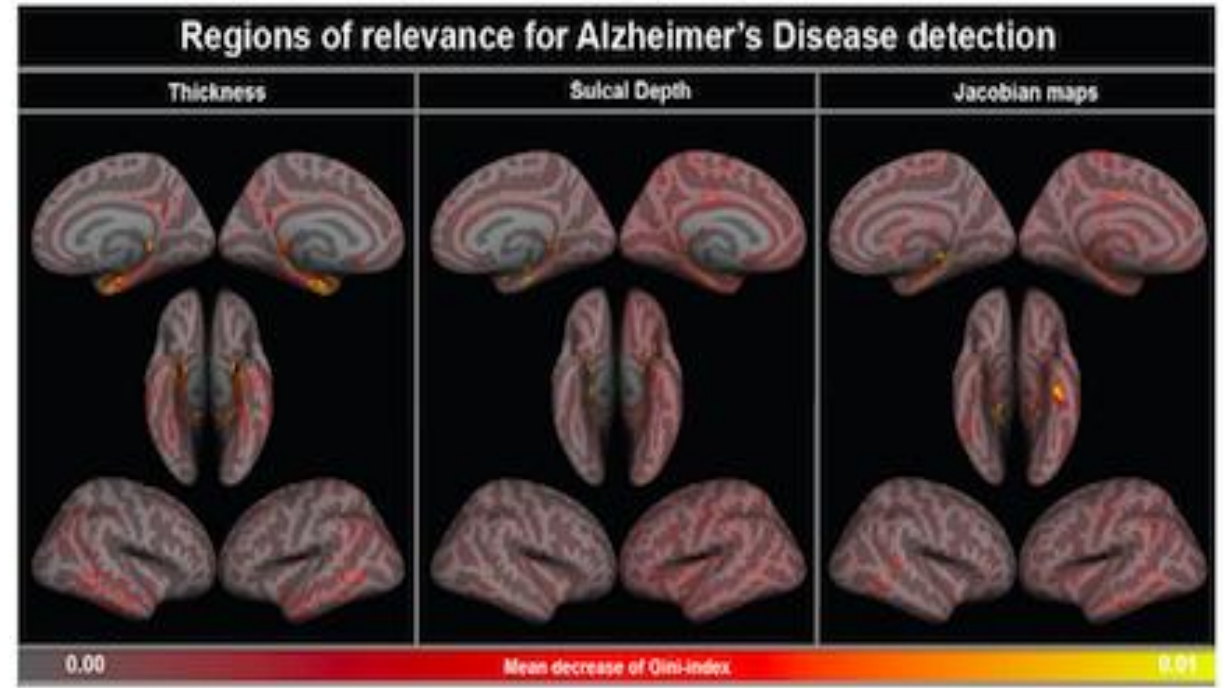 Regions of relevance for Alzheimer's Disease detection
Thickness
Sulcal Depth
Jacobian maps
0.00
Mean decrease of Gini-index
0.01